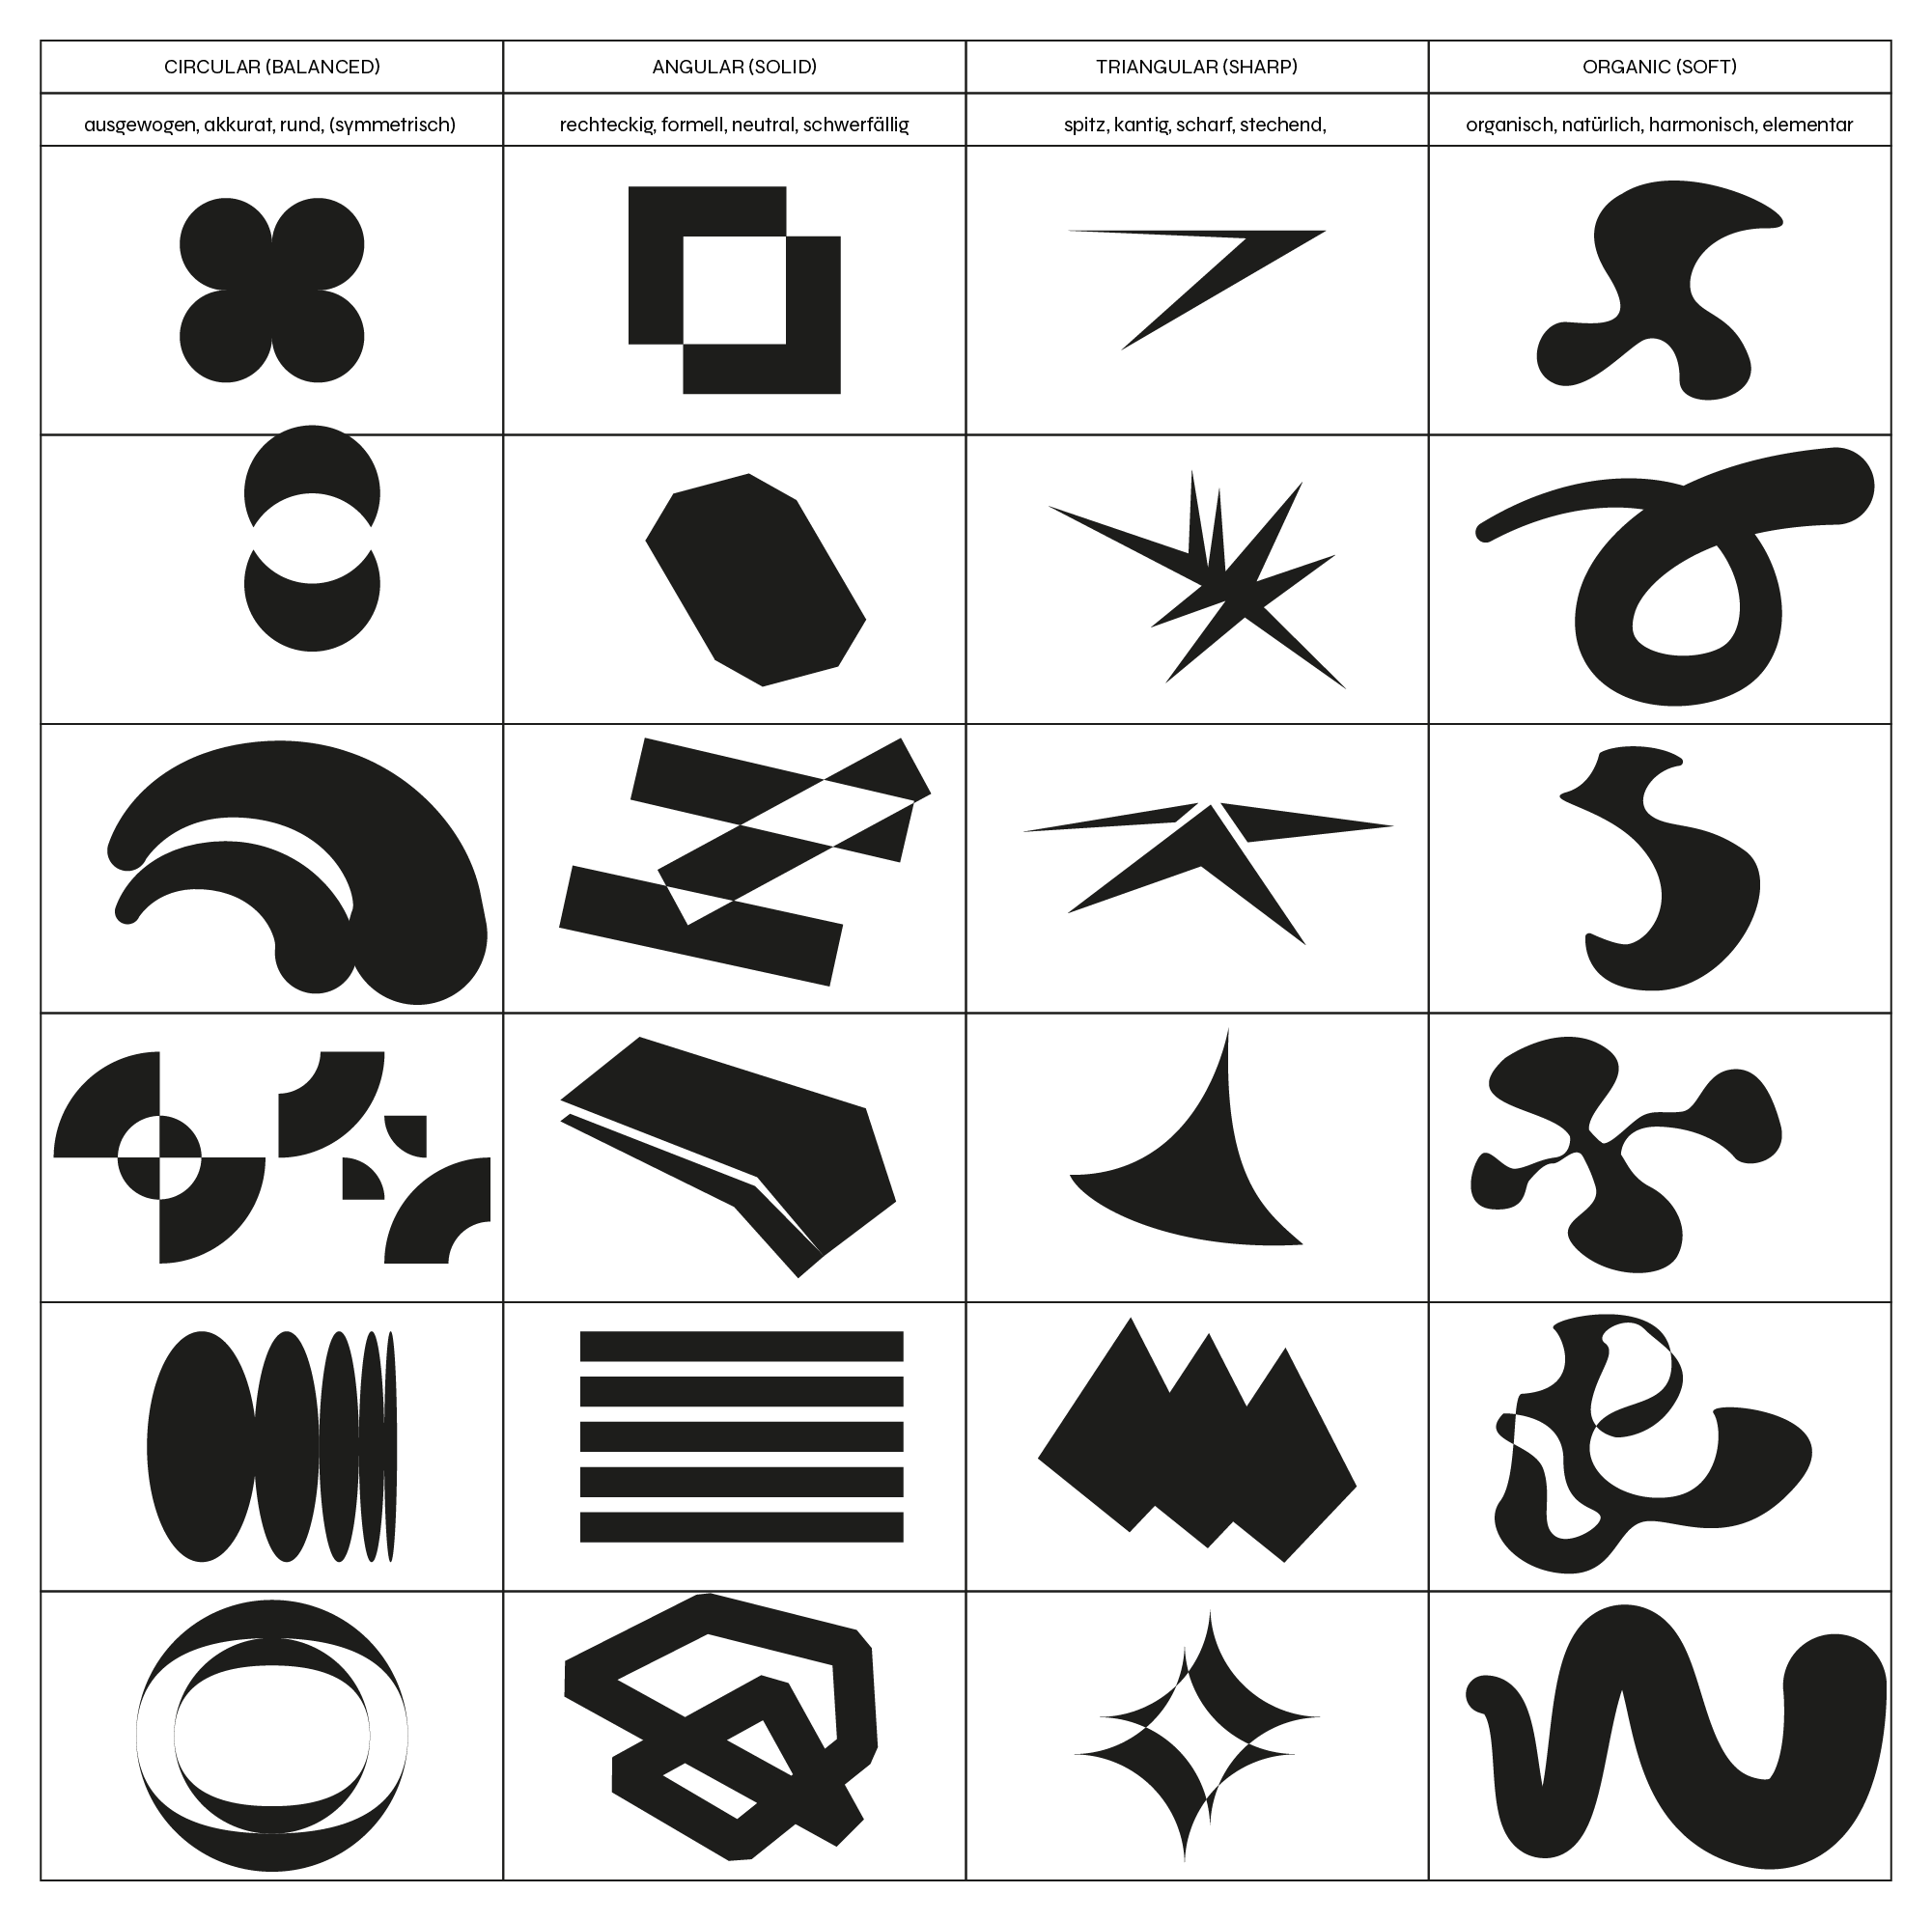 CIRCULAR (BALANCED)
ANGULAR (SOLID)
TRIANGULAR (SHARP)
ORGANIC (SOFT)
ausgewogen, akkurat, rund, (symmetrisch)
rechteckig, formell, neutral, schwerfällig
spitz, kantig, scharf, stechend,
organisch, natürlich, harmonisch, elementar